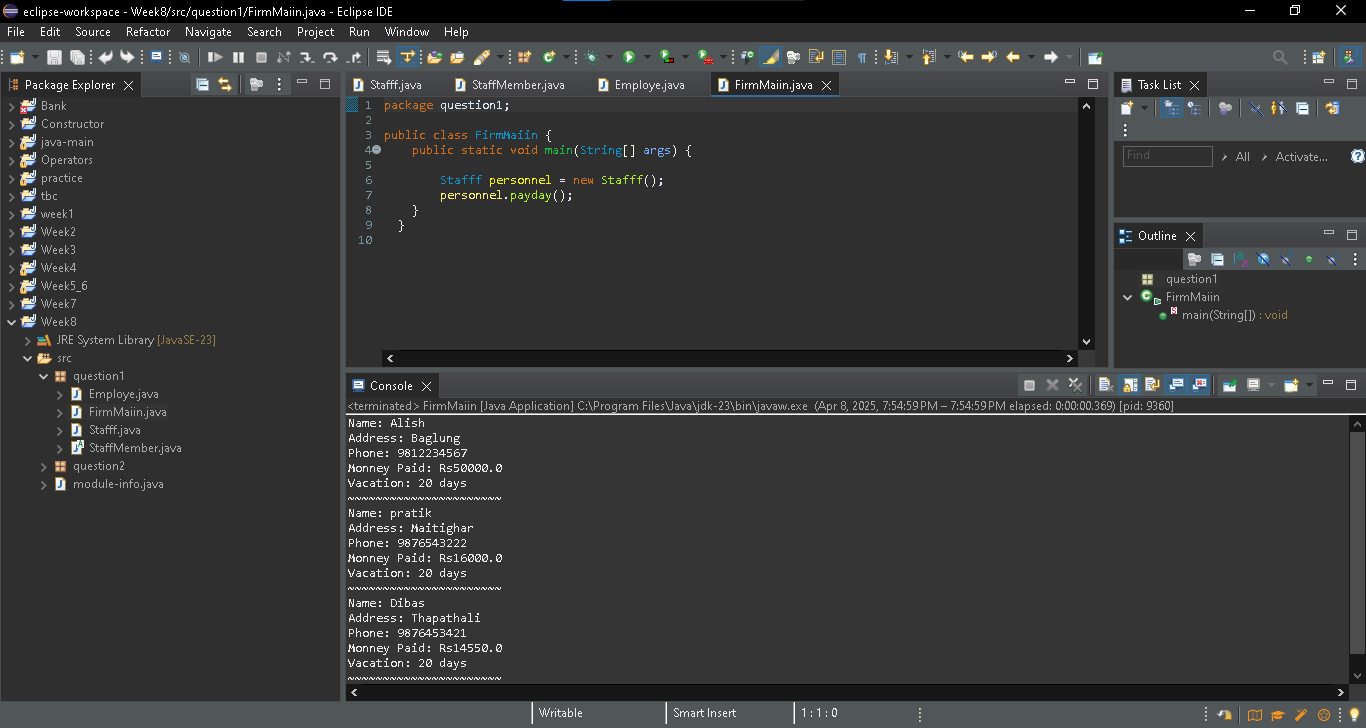 eclipse-workspace - Week8/src/question1/FirmMaiin.java - Eclipse IDE
File Edit Source Refactor Navigate Search Project Run Window Help
Package Explorer
Bank
Constructor
java-main
Operators
practice
tbc
week1
Week2
Week3
Week4
Week5_6
Week7
Week8
JRE System Library [JavaSE-23]
src
question1
Employe.java
FirmMaiin.java
Stafff.java
StaffMember.java
question2
module-info.java
Stafff.java StaffMember.java Employe.java FirmMaiin.java
1 package question1;
2
3 public class FirmMaiin {
4 public static void main(String[] args) {
5
6 Stafff personnel = new Stafff();
7 personnel.payday();
8 }
9 }
10
Task List
Find All Activate...
Outline
question1
FirmMaiin
main(String[]) : void
Console
<terminated> FirmMaiin [Java Application] C:\Program Files\Java\jdk-23\bin\javaw.exe (Apr 8, 2025, 7:54:59 PM – 7:54:59 PM elapsed: 0:00:00.369) [pid: 9360]
Name: Alish
Address: Baglung
Phone: 9812234567
Monney Paid: Rs50000.0
Vacation: 20 days
~~~~~~~~~~~~~~~~~~~~~~
Name: pratik
Address: Maitighar
Phone: 9876543222
Monney Paid: Rs16000.0
Vacation: 20 days
~~~~~~~~~~~~~~~~~~~~~~
Name: Dibas
Address: Thapathali
Phone: 9876453421
Monney Paid: Rs14550.0
Vacation: 20 days
~~~~~~~~~~~~~~~~~~~~~~
Writable Smart Insert 1 : 1 : 0